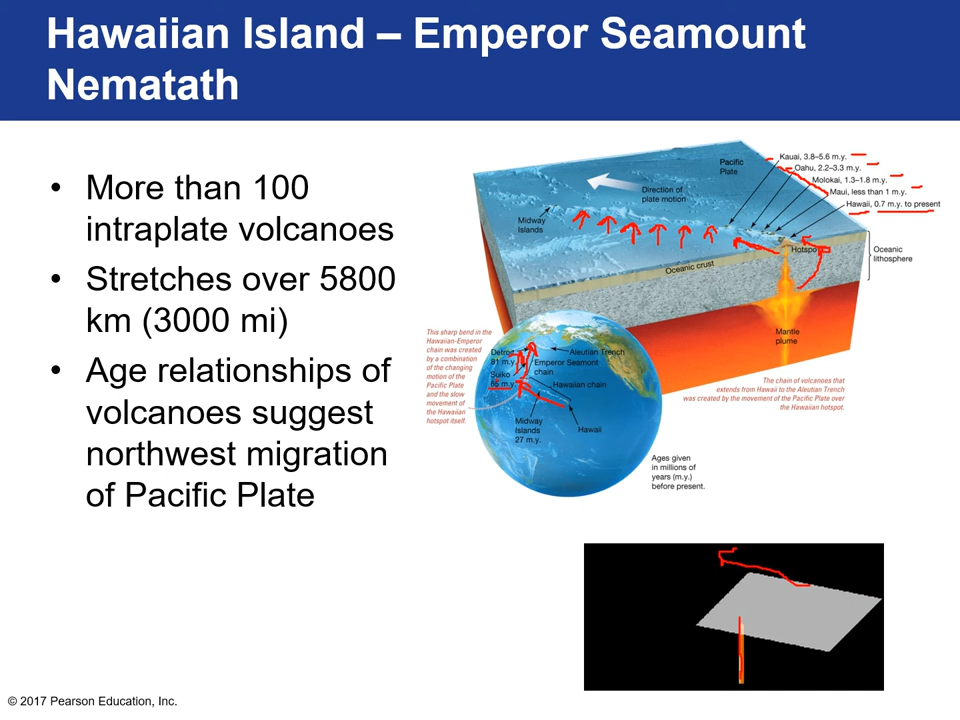 Hawaiian Island – Emperor Seamount
Nematath
• More than 100
intraplate volcanoes
• Stretches over 5800
km (3000 mi)
• Age relationships of
volcanoes suggest
northwest migration
of Pacific Plate
Pacific
Plate
Kauai, 3.8–5.6 m.y.
Oahu, 2.2–3.3 m.y.
Molokai, 1.3–1.8 m.y.
Maui, less than 1 m.y.
Hawaii, 0.7 m.y. to present
Direction of
plate motion
Midway
Islands
Hotspot
Oceanic
lithosphere
Oceanic crust
Mantle
plume
This sharp bend in the
Hawaiian-Emperor
chain was created
by a combination
of the changing
motion of the
Pacific Plate
and the slow
movement of
the Hawaiian
hotspot itself.
81 m.y.
Suiko
65 m.y.
Aleutian Trench
Emperor Seamont
chain
Hawaiian chain
Midway
Islands
27 m.y.
Hawaii
The chain of volcanoes that
extends from Hawaii to the Aleutian Trench
was created by the movement of the Pacific Plate over
the Hawaiian hotspot.
Ages given
in millions of
years (m.y.)
before present.
© 2017 Pearson Education, Inc.